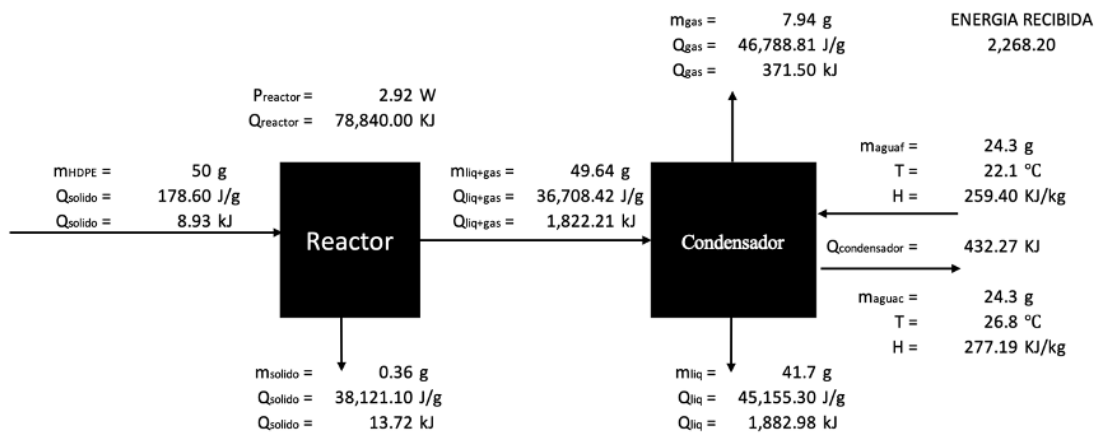 mgas = 7.94 g
Qgas = 46,788.81 J/g
Qgas = 371.50 kJ
ENERGIA RECIBIDA
2,268.20
Preactor = 2.92 W
Qreactor = 78,840.00 KJ
mHDPE = 50 g
Qsolido = 178.60 J/g
Qsolido = 8.93 kJ
Reactor
mliq+gas = 49.64 g
Qliq+gas = 36,708.42 J/g
Qliq+gas = 1,822.21 kJ
Condensador
maguaf = 24.3 g
T = 22.1 °C
H = 259.40 KJ/kg
Qcondensador = 432.27 KJ
maguac = 24.3 g
T = 26.8 °C
H = 277.19 KJ/kg
msolido = 0.36 g
Qsolido = 38,121.10 J/g
Qsolido = 13.72 kJ
mliq = 41.7 g
Qliq = 45,155.30 J/g
Qliq = 1,882.98 kJ